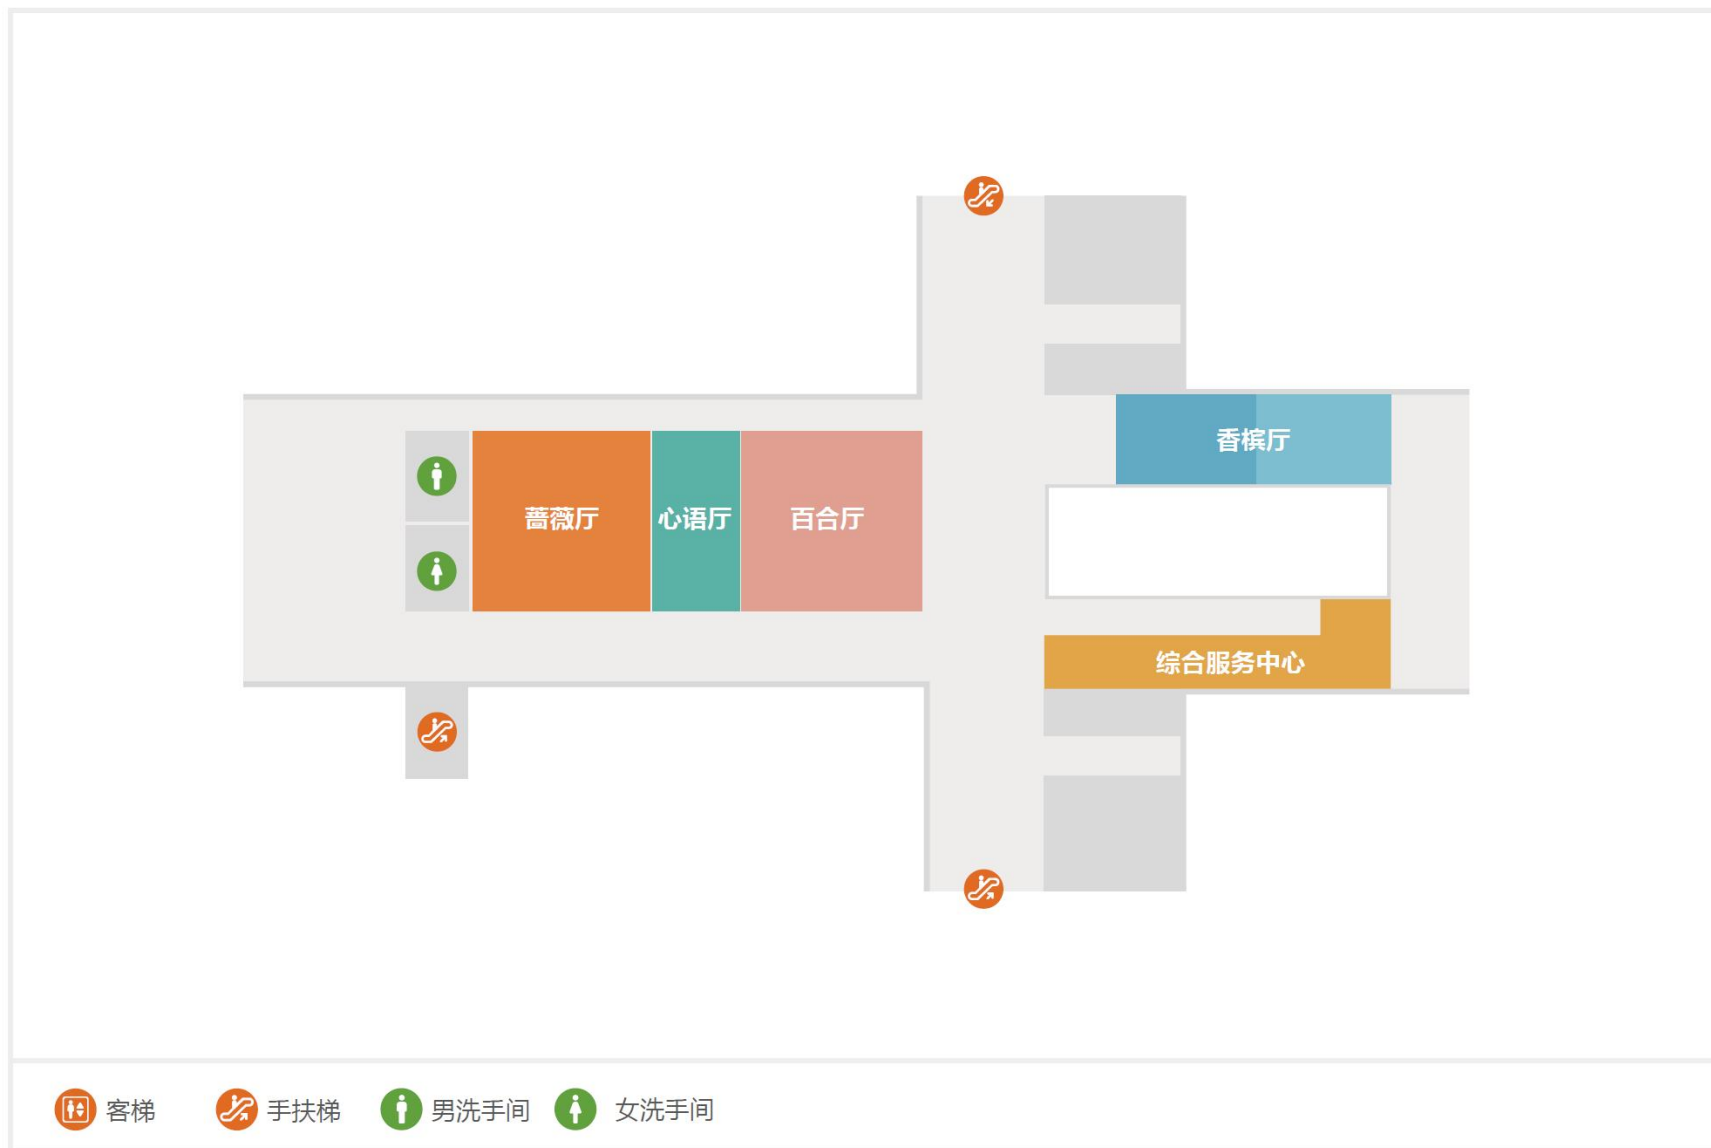 香槟厅
蔷薇厅
心语厅
百合厅
综合服务中心
客梯
手扶梯
男洗手间
女洗手间